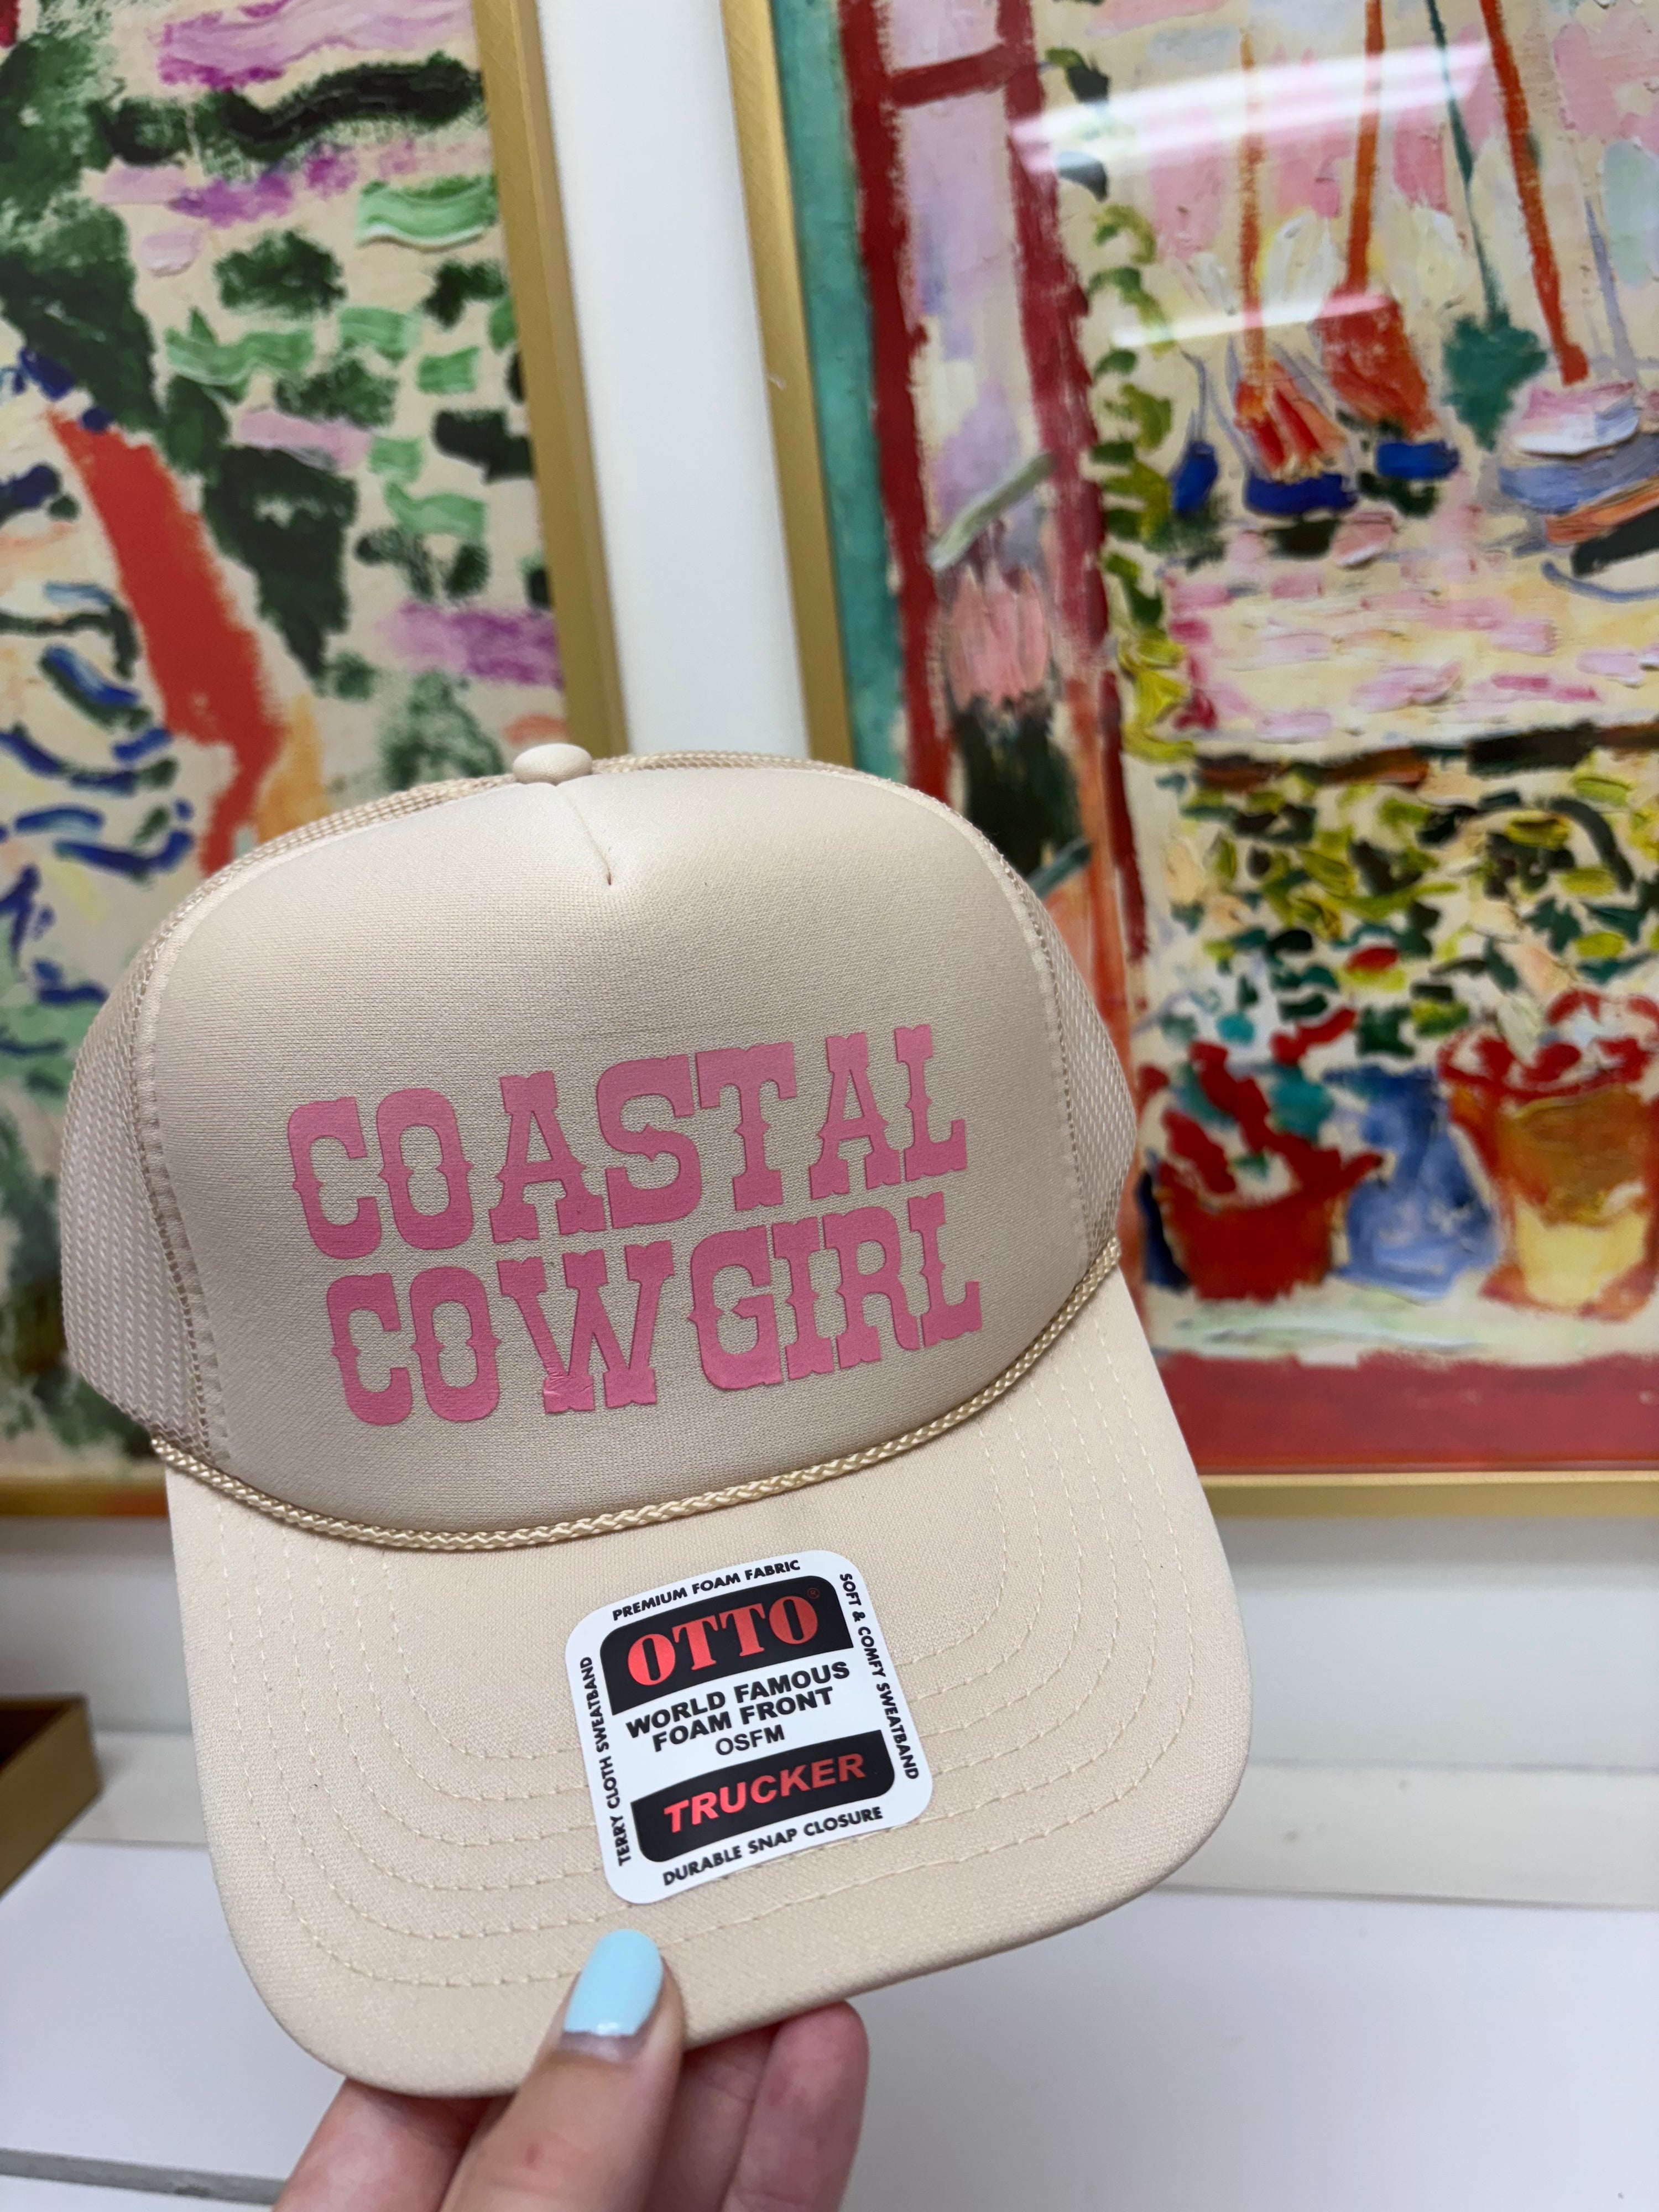 COASTAL
COWGIRL
PREMIUM FOAM FABRIC
OTTO®
WORLD FAMOUS
FOAM FRONT
OSFM
TRUCKER
DURABLE SNAP CLOSURE
TERRY CLOTH SWEATBAND
SOFT & COMFY SWEATBAND